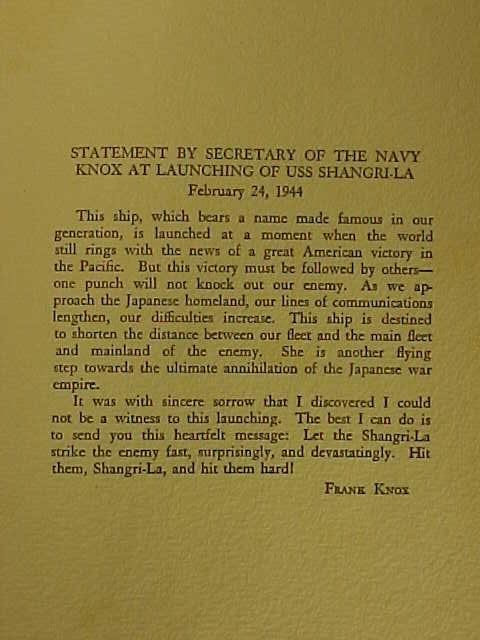 STATEMENT BY SECRETARY OF THE NAVY
KNOX AT LAUNCHING OF USS SHANGRI-LA
February 24, 1944
This ship, which bears a name made famous in our
generation, is launched at a moment when the world
still rings with the news of a great American victory in
the Pacific. But this victory must be followed by others—
one punch will not knock out our enemy. As we ap-
proach the Japanese homeland, our lines of communications
lengthen, our difficulties increase. This ship is destined
to shorten the distance between our fleet and the main fleet
and mainland of the enemy. She is another flying
step towards the ultimate annihilation of the Japanese war
empire.
It was with sincere sorrow that I discovered I could
not be a witness to this launching. The best I can do is
to send you this heartfelt message: Let the Shangri-La
strike the enemy fast, surprisingly, and devastatingly. Hit
them, Shangri-La, and hit them hard!
FRANK KNOX